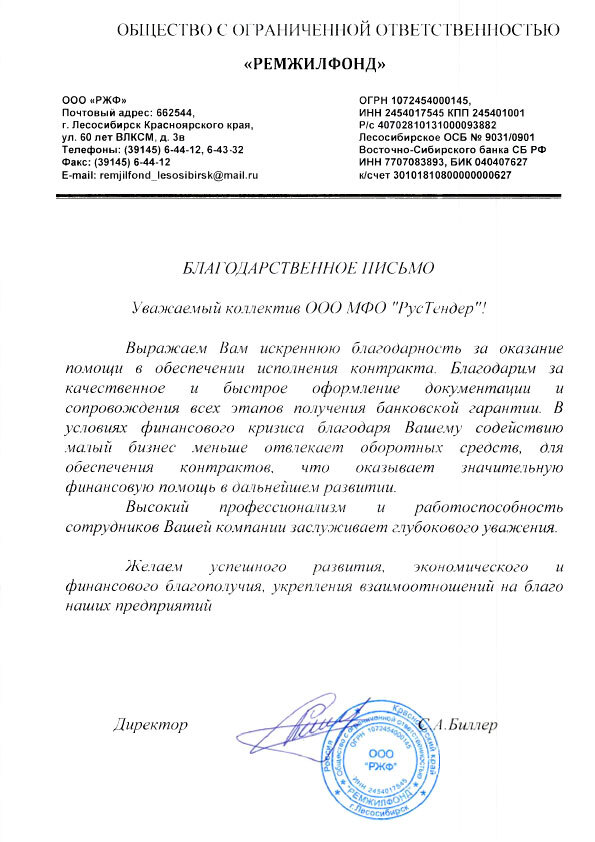 ОБЩЕСТВО С ОГРАНИЧЕННОЙ ОТВЕТСТВЕННОСТЬЮ
«РЕМЖИЛФОНД»
ООО «РЖФ»
Почтовый адрес: 662544,
г. Лесосибирск Красноярского края,
ул. 60 лет ВЛКСМ, д. 3в
Телефоны: (39145) 6-44-12, 6-43-32
Факс: (39145) 6-44-12
E-mail: remjilfond_lesosibirsk@mail.ru
ОГРН 1072454000145,
ИНН 2454017545 КПП 245401001
Р/с 40702810131000093882
Лесосибирское ОСБ № 9031/0901
Восточно-Сибирского банка СБ РФ
ИНН 7707083893, БИК 040407627
к/счет 30101810800000000627
БЛАГОДАРСТВЕННОЕ ПИСЬМО
Уважаемый коллектив ООО МФО "РусТендер"!
Выражаем Вам искреннюю благодарность за оказание
помощи в обеспечении исполнения контракта. Благодарим за
качественное и быстрое оформление документации и
сопровождения всех этапов получения банковской гарантии. В
условиях финансового кризиса благодаря Вашему содействию
малый бизнес меньше отвлекает оборотных средств, для
обеспечения контрактов, что оказывает значительную
финансовую помощь в дальнейшем развитии.
Высокий профессионализм и работоспособность
сотрудников Вашей компании заслуживает глубокового уважения.
Желаем успешного развития, экономического и
финансового благополучия, укрепления взаимоотношений на благо
наших предприятий
Директор С.А.Биллер
Россия Красноярский край
Общество с ограниченной ответственностью
ОГРН 1072454000145
ООО
"РЖФ"
ИНН 2454017545
"РЕМЖИЛФОНД"
г.Лесосибирск